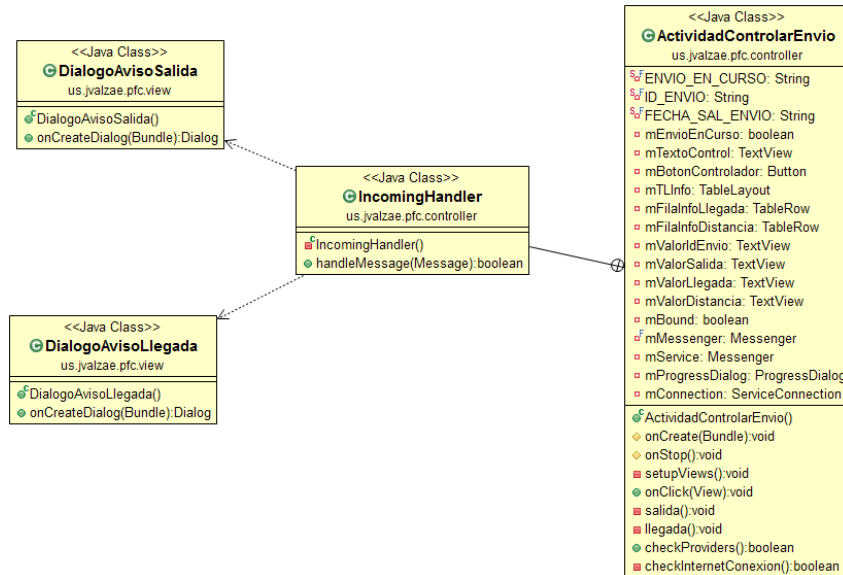 <<Java Class>>
DialogoAvisoSalida
us.jvalzae.pfc.view
DialogoAvisoSalida()
onCreateDialog(Bundle):Dialog
<<Java Class>>
IncomingHandler
us.jvalzae.pfc.controller
IncomingHandler()
handleMessage(Message):boolean
<<Java Class>>
DialogoAvisoLlegada
us.jvalzae.pfc.view
DialogoAvisoLlegada()
onCreateDialog(Bundle):Dialog
<<Java Class>>
ActividadControlarEnvio
us.jvalzae.pfc.controller
ENVIO_EN_CURSO: String
ID_ENVIO: String
FECHA_SAL_ENVIO: String
mEnvioEnCurso: boolean
mTextoControl: TextView
mBotonControlador: Button
mTLInfo: TableLayout
mFilaInfoLlegada: TableRow
mFilaInfoDistancia: TableRow
mValorIdEnvio: TextView
mValorSalida: TextView
mValorLlegada: TextView
mValorDistancia: TextView
mBound: boolean
mMessenger: Messenger
mService: Messenger
mProgressDialog: ProgressDialog
mConnection: ServiceConnection
ActividadControlarEnvio()
onCreate(Bundle):void
onStop():void
setupViews():void
onClick(View):void
salida():void
llegada():void
checkProviders():boolean
checkInternetConexion():boolean